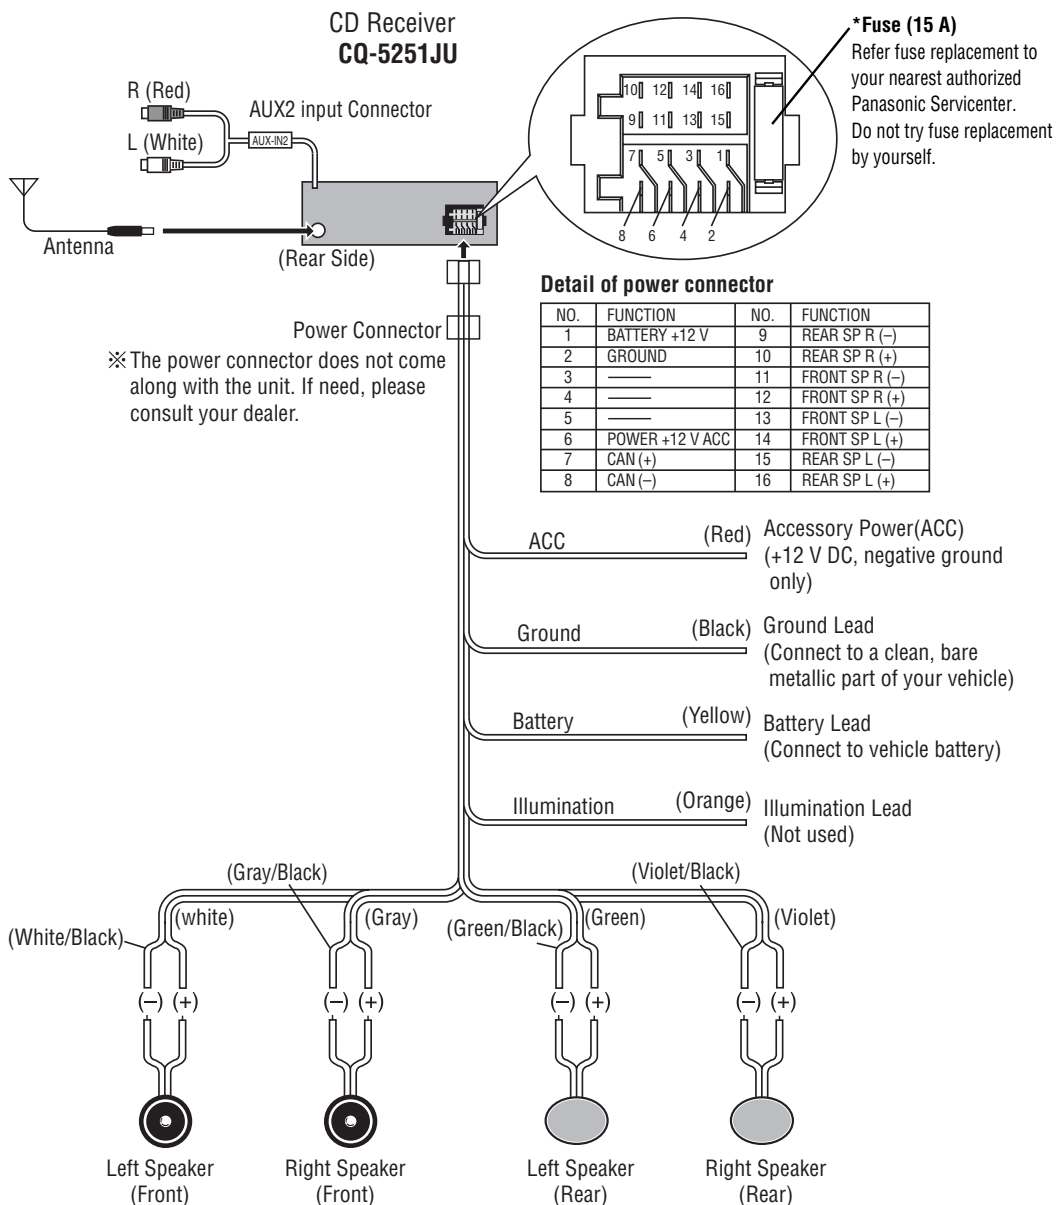 CD Receiver
CQ-5251JU
*Fuse (15 A)
Refer fuse replacement to
your nearest authorized
Panasonic Servicenter.
Do not try fuse replacement
by yourself.
R (Red)
AUX2 input Connector
L (White)
AUX-IN2
10 12 14 16
9 11 13 15
7 5 3 1
8 6 4 2
Antenna
(Rear Side)
Detail of power connector
NO. FUNCTION NO. FUNCTION
1 BATTERY +12 V 9 REAR SP R (–)
2 GROUND 10 REAR SP R (+)
3 —— 11 FRONT SP R (–)
4 —— 12 FRONT SP R (+)
5 —— 13 FRONT SP L (–)
6 POWER +12 V ACC 14 FRONT SP L (+)
7 CAN (+) 15 REAR SP L (–)
8 CAN (–) 16 REAR SP L (+)
Power Connector
※ The power connector does not come
along with the unit. If need, please
consult your dealer.
ACC (Red) Accessory Power(ACC)
(+12 V DC, negative ground
only)
Ground (Black) Ground Lead
(Connect to a clean, bare
metallic part of your vehicle)
Battery (Yellow) Battery Lead
(Connect to vehicle battery)
Illumination (Orange) Illumination Lead
(Not used)
(Gray/Black) (Violet/Black)
(White/Black) (white) (Gray) (Green/Black) (Green) (Violet)
(–) (+) (–) (+) (–) (+) (–) (+)
Left Speaker Right Speaker Left Speaker Right Speaker
(Front) (Front) (Rear) (Rear)